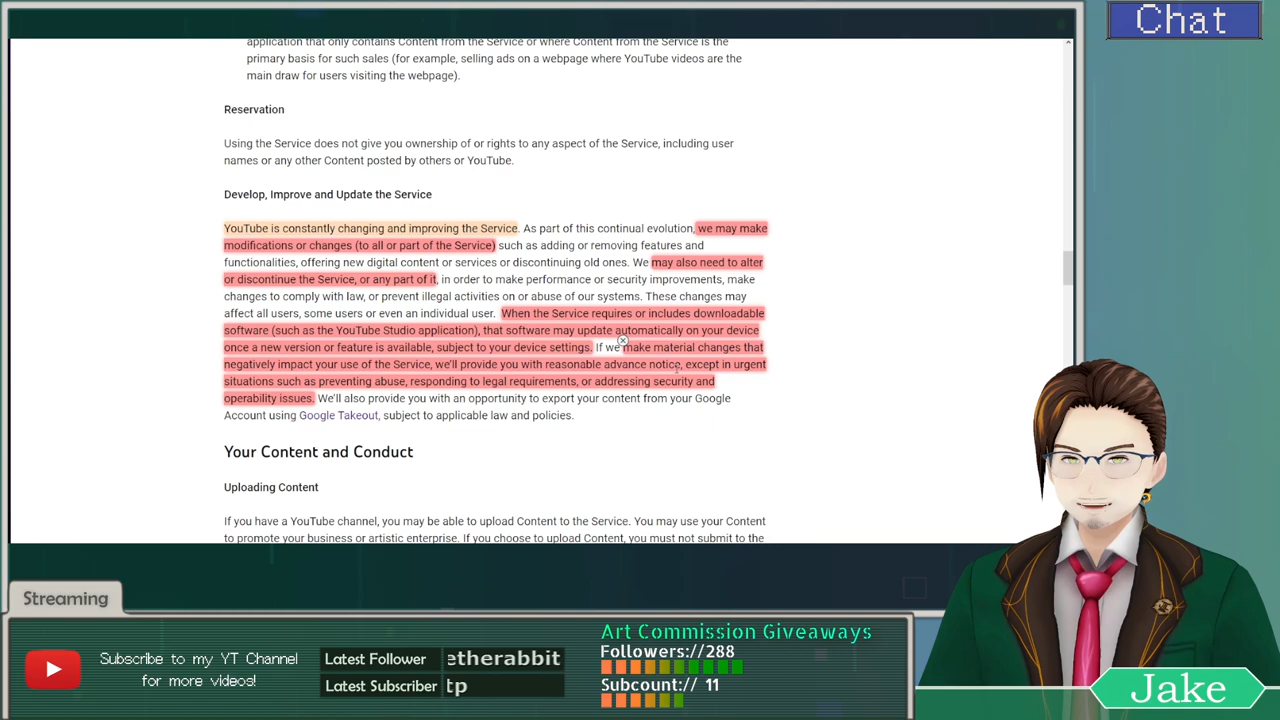 Chat
application that only contains Content from the Service or where Content from the Service is the
primary basis for such sales (for example, selling ads on a webpage where YouTube videos are the
main draw for users visiting the webpage).
Reservation
Using the Service does not give you ownership of or rights to any aspect of the Service, including user
names or any other Content posted by others or YouTube.
Develop, Improve and Update the Service
YouTube is constantly changing and improving the Service. As part of this continual evolution, we may make
modifications or changes (to all or part of the Service) such as adding or removing features and
functionalities, offering new digital content or services or discontinuing old ones. We may also need to alter
or discontinue the Service, or any part of it, in order to make performance or security improvements, make
changes to comply with law, or prevent illegal activities on or abuse of our systems. These changes may
affect all users, some users or even an individual user. When the Service requires or includes downloadable
software (such as the YouTube Studio application), that software may update automatically on your device
once a new version or feature is available, subject to your device settings. If we make material changes that
negatively impact your use of the Service, we'll provide you with reasonable advance notice, except in urgent
situations such as preventing abuse, responding to legal requirements, or addressing security and
operability issues. We'll also provide you with an opportunity to export your content from your Google
Account using Google Takeout, subject to applicable law and policies.
Your Content and Conduct
Uploading Content
If you have a YouTube channel, you may be able to upload Content to the Service. You may use your Content
to promote your business or artistic enterprise. If you choose to upload Content, you must not submit to the
Streaming
Subscribe to my YT Channel
for more videos!
Latest Follower
etherabbit
Latest Subscriber
tp
Art Commission Giveaways
Followers://288
Subcount:// 11
Jake